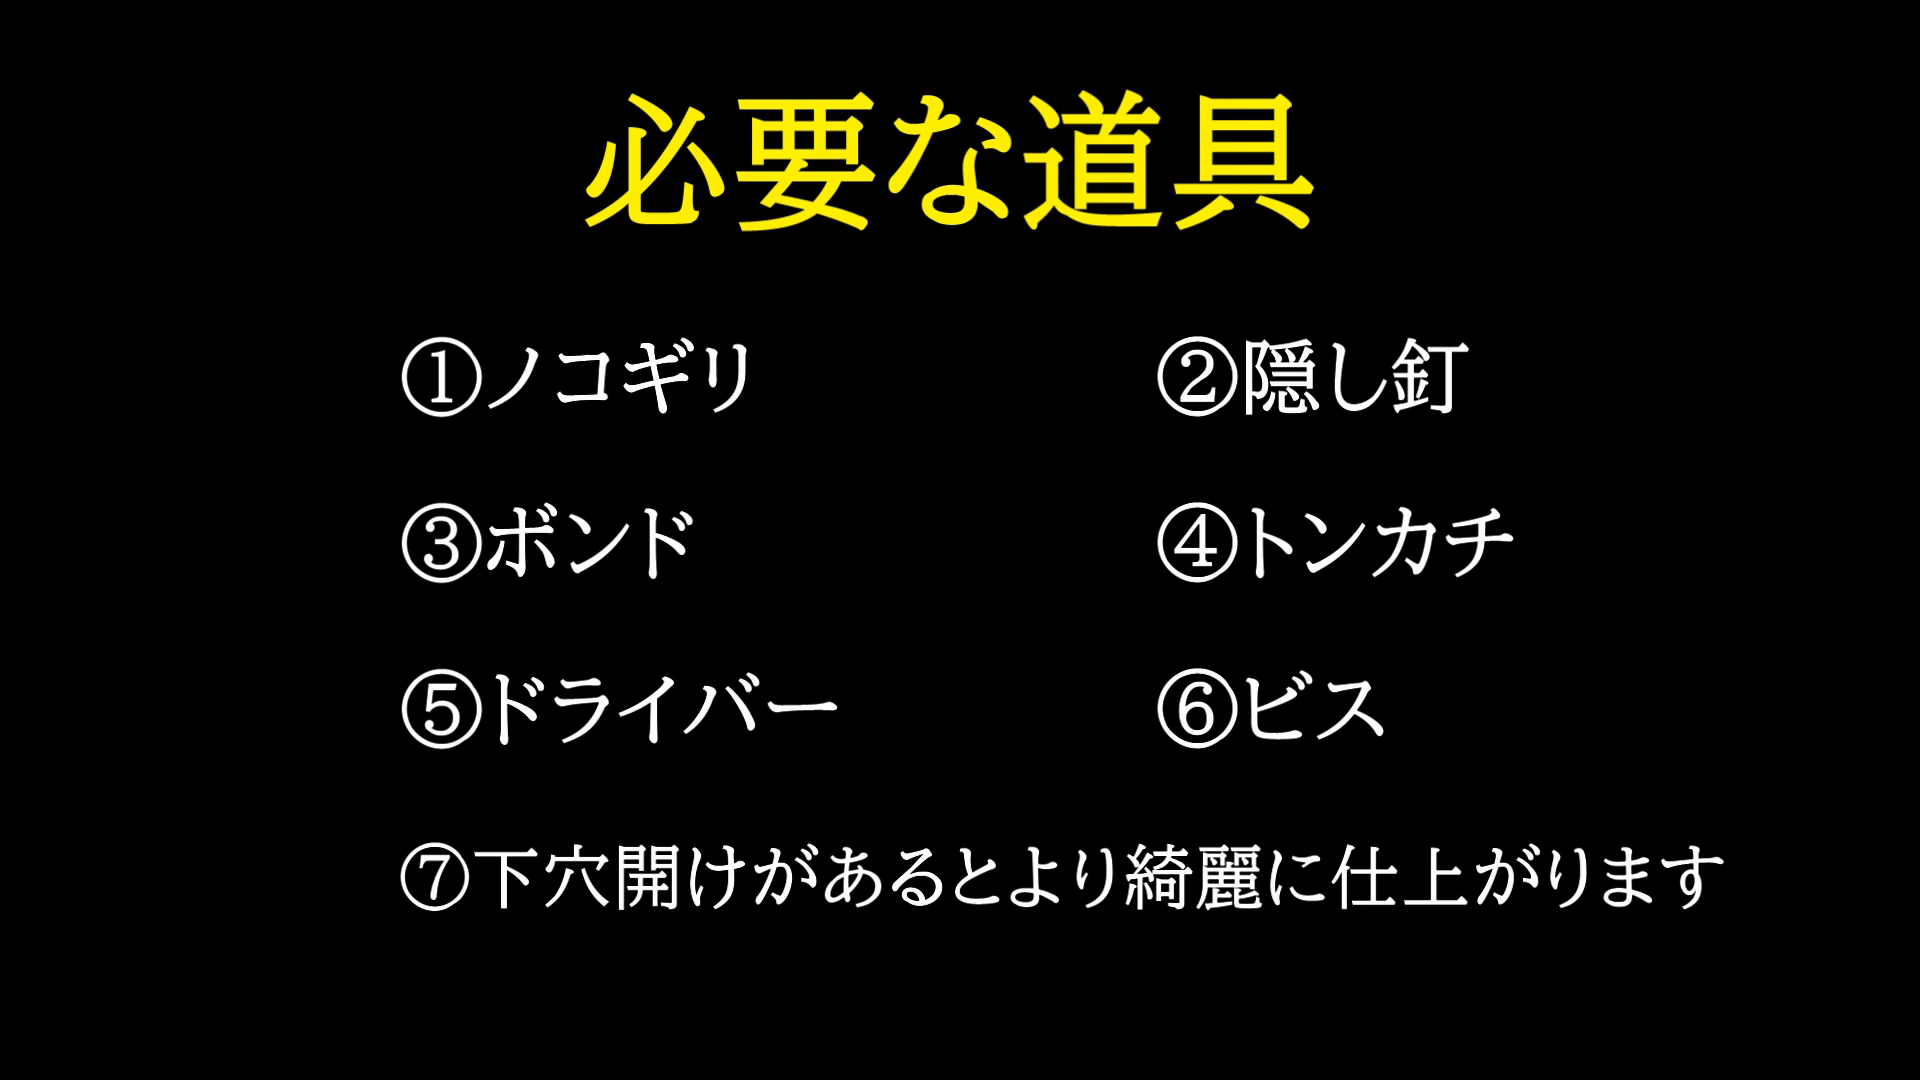 必要な道具
①ノコギリ
②隠し釘
③ボンド
④トンカチ
⑤ドライバー
⑥ビス
⑦下穴開けがあるとより綺麗に仕上がります